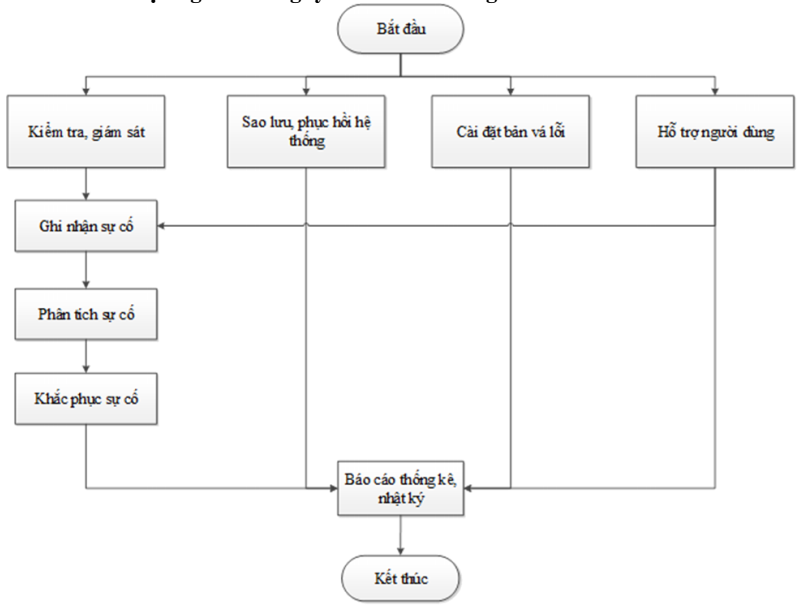 Bắt đầu
Kiểm tra, giám sát
Sao lưu, phục hồi hệ
thống
Cài đặt bản vá lỗi
Hỗ trợ người dùng
Ghi nhận sự cố
Phân tích sự cố
Khắc phục sự cố
Báo cáo thống kê,
nhật ký
Kết thúc